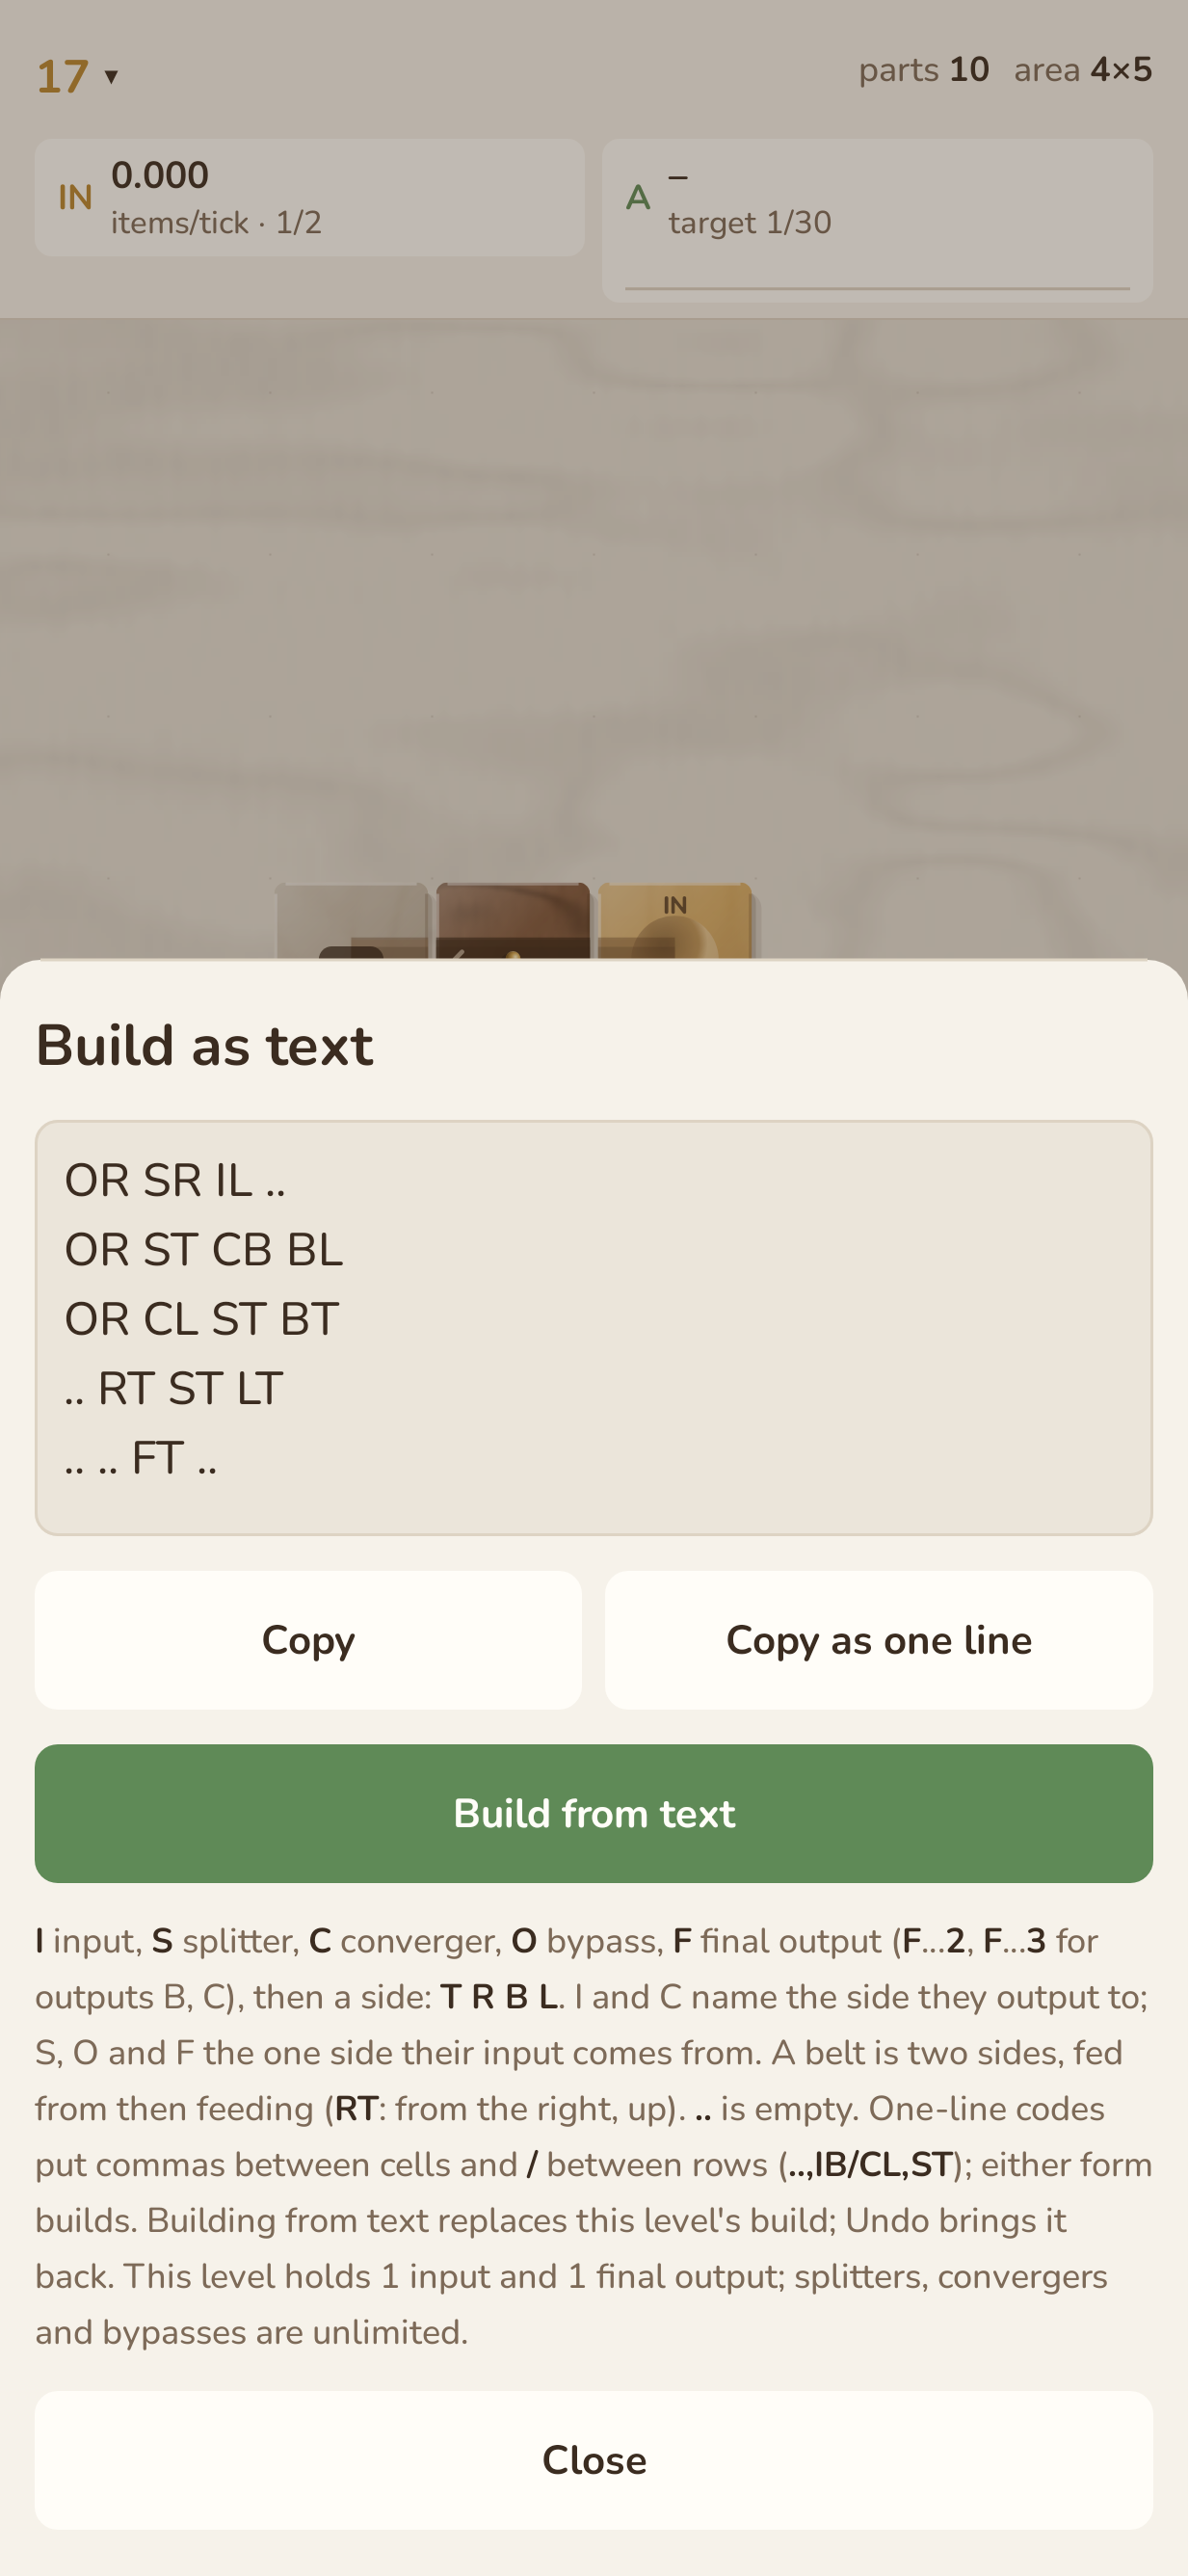 17 ▾
parts 10 area 4×5
IN 0.000
items/tick · 1/2
A –
target 1/30
IN
Build as text
OR SR IL ..
OR ST CB BL
OR CL ST BT
.. RT ST LT
.. .. FT ..
Copy
Copy as one line
Build from text
I input, S splitter, C converger, O bypass, F final output (F...2, F...3 for
outputs B, C), then a side: T R B L. I and C name the side they output to;
S, O and F the one side their input comes from. A belt is two sides, fed
from then feeding (RT: from the right, up). .. is empty. One-line codes
put commas between cells and / between rows (..,IB/CL,ST); either form
builds. Building from text replaces this level's build; Undo brings it
back. This level holds 1 input and 1 final output; splitters, convergers
and bypasses are unlimited.
Close